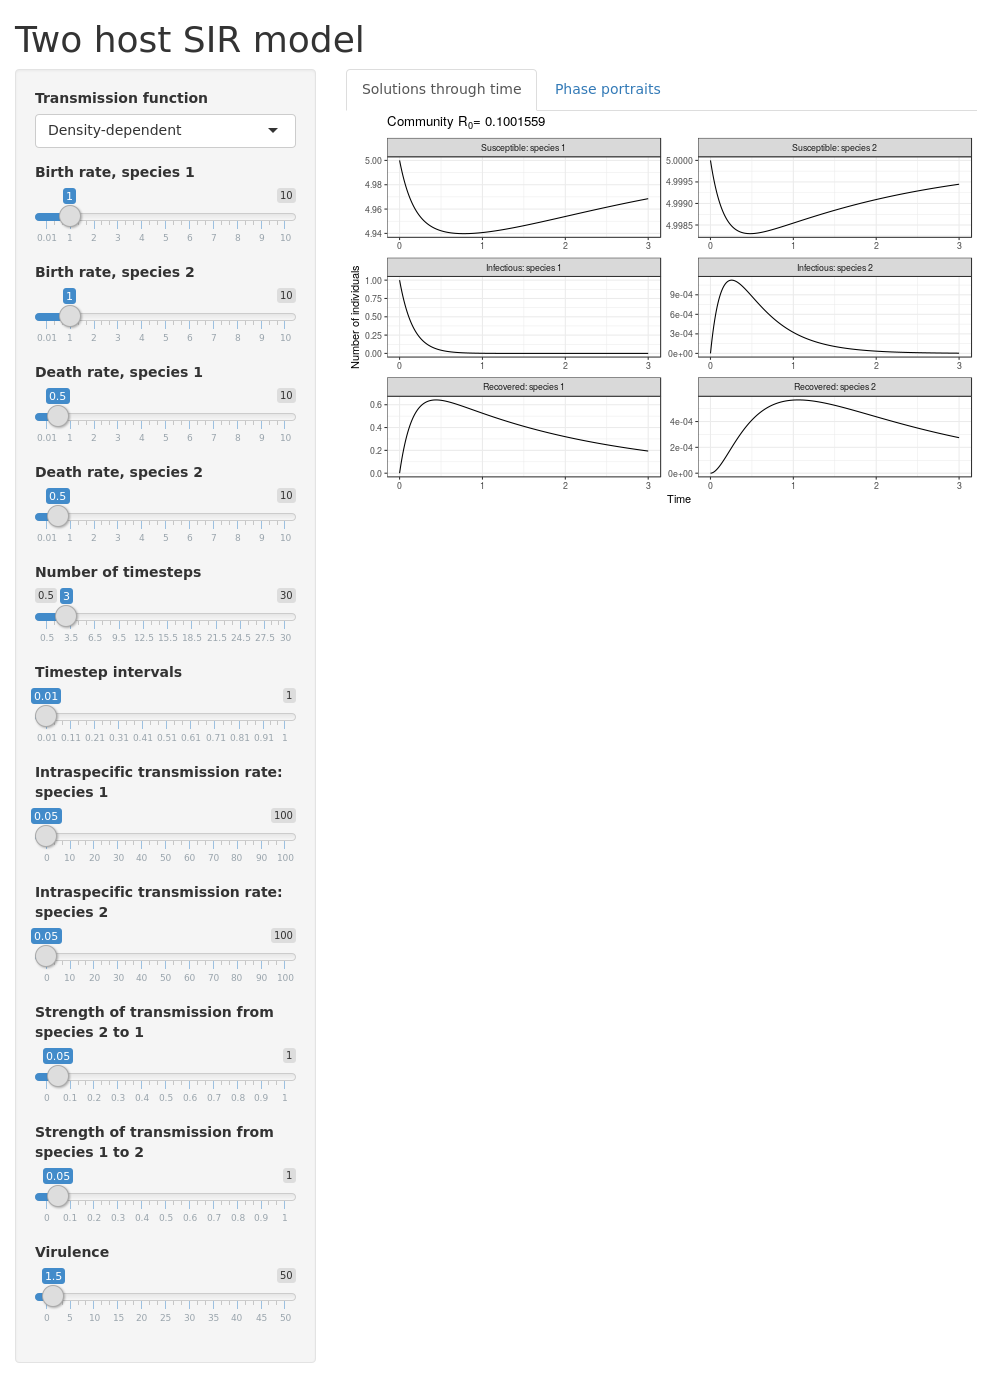 Two host SIR model
Transmission function
Density-dependent
Birth rate, species 1
1 10
0.01 1 2 3 4 5 6 7 8 9 10
Birth rate, species 2
1 10
0.01 1 2 3 4 5 6 7 8 9 10
Death rate, species 1
0.5 10
0.01 1 2 3 4 5 6 7 8 9 10
Death rate, species 2
0.5 10
0.01 1 2 3 4 5 6 7 8 9 10
Number of timesteps
0.5 3 30
0.5 3.5 6.5 9.5 12.5 15.5 18.5 21.5 24.5 27.5 30
Timestep intervals
0.01 1
0.01 0.11 0.21 0.31 0.41 0.51 0.61 0.71 0.81 0.91 1
Intraspecific transmission rate:
species 1
0.05 100
0 10 20 30 40 50 60 70 80 90 100
Intraspecific transmission rate:
species 2
0.05 100
0 10 20 30 40 50 60 70 80 90 100
Strength of transmission from
species 2 to 1
0.05 1
0 0.1 0.2 0.3 0.4 0.5 0.6 0.7 0.8 0.9 1
Strength of transmission from
species 1 to 2
0.05 1
0 0.1 0.2 0.3 0.4 0.5 0.6 0.7 0.8 0.9 1
Virulence
1.5 50
0 5 10 15 20 25 30 35 40 45 50
Solutions through time
Phase portraits
Community R0= 0.1001559
Number of individuals
Susceptible: species 1
5.00
4.98
4.96
4.94
0 1 2 3
Susceptible: species 2
5.0000
4.9995
4.9990
4.9985
0 1 2 3
Infectious: species 1
1.00
0.75
0.50
0.25
0.00
0 1 2 3
Infectious: species 2
9e-04
6e-04
3e-04
0e+00
0 1 2 3
Recovered: species 1
0.6
0.4
0.2
0.0
0 1 2 3
Recovered: species 2
4e-04
2e-04
0e+00
0 1 2 3
Time